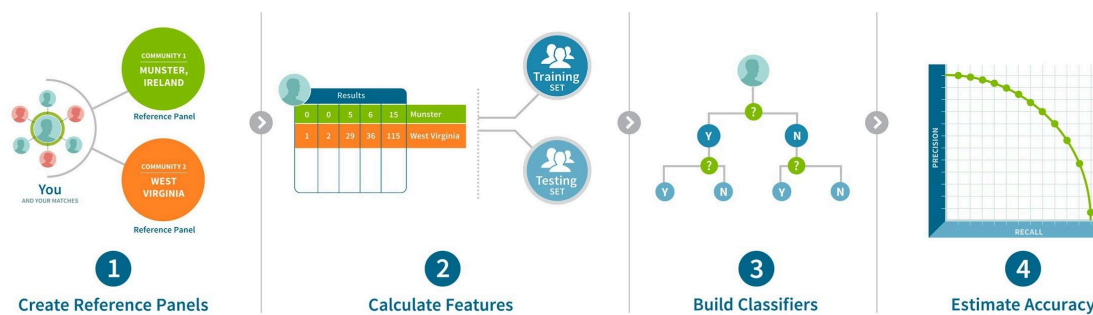 COMMUNITY 1
MUNSTER,
IRELAND
Reference Panel
COMMUNITY 2
WEST
VIRGINIA
Reference Panel
You
AND YOUR MATCHES
1
Create Reference Panels
Results
0 0 5 6 15 Munster
1 2 29 36 115 West Virginia
Training
SET
Testing
SET
2
Calculate Features
?
Y N
? ?
Y N Y N
3
Build Classifiers
PRECISION
RECALL
4
Estimate Accuracy